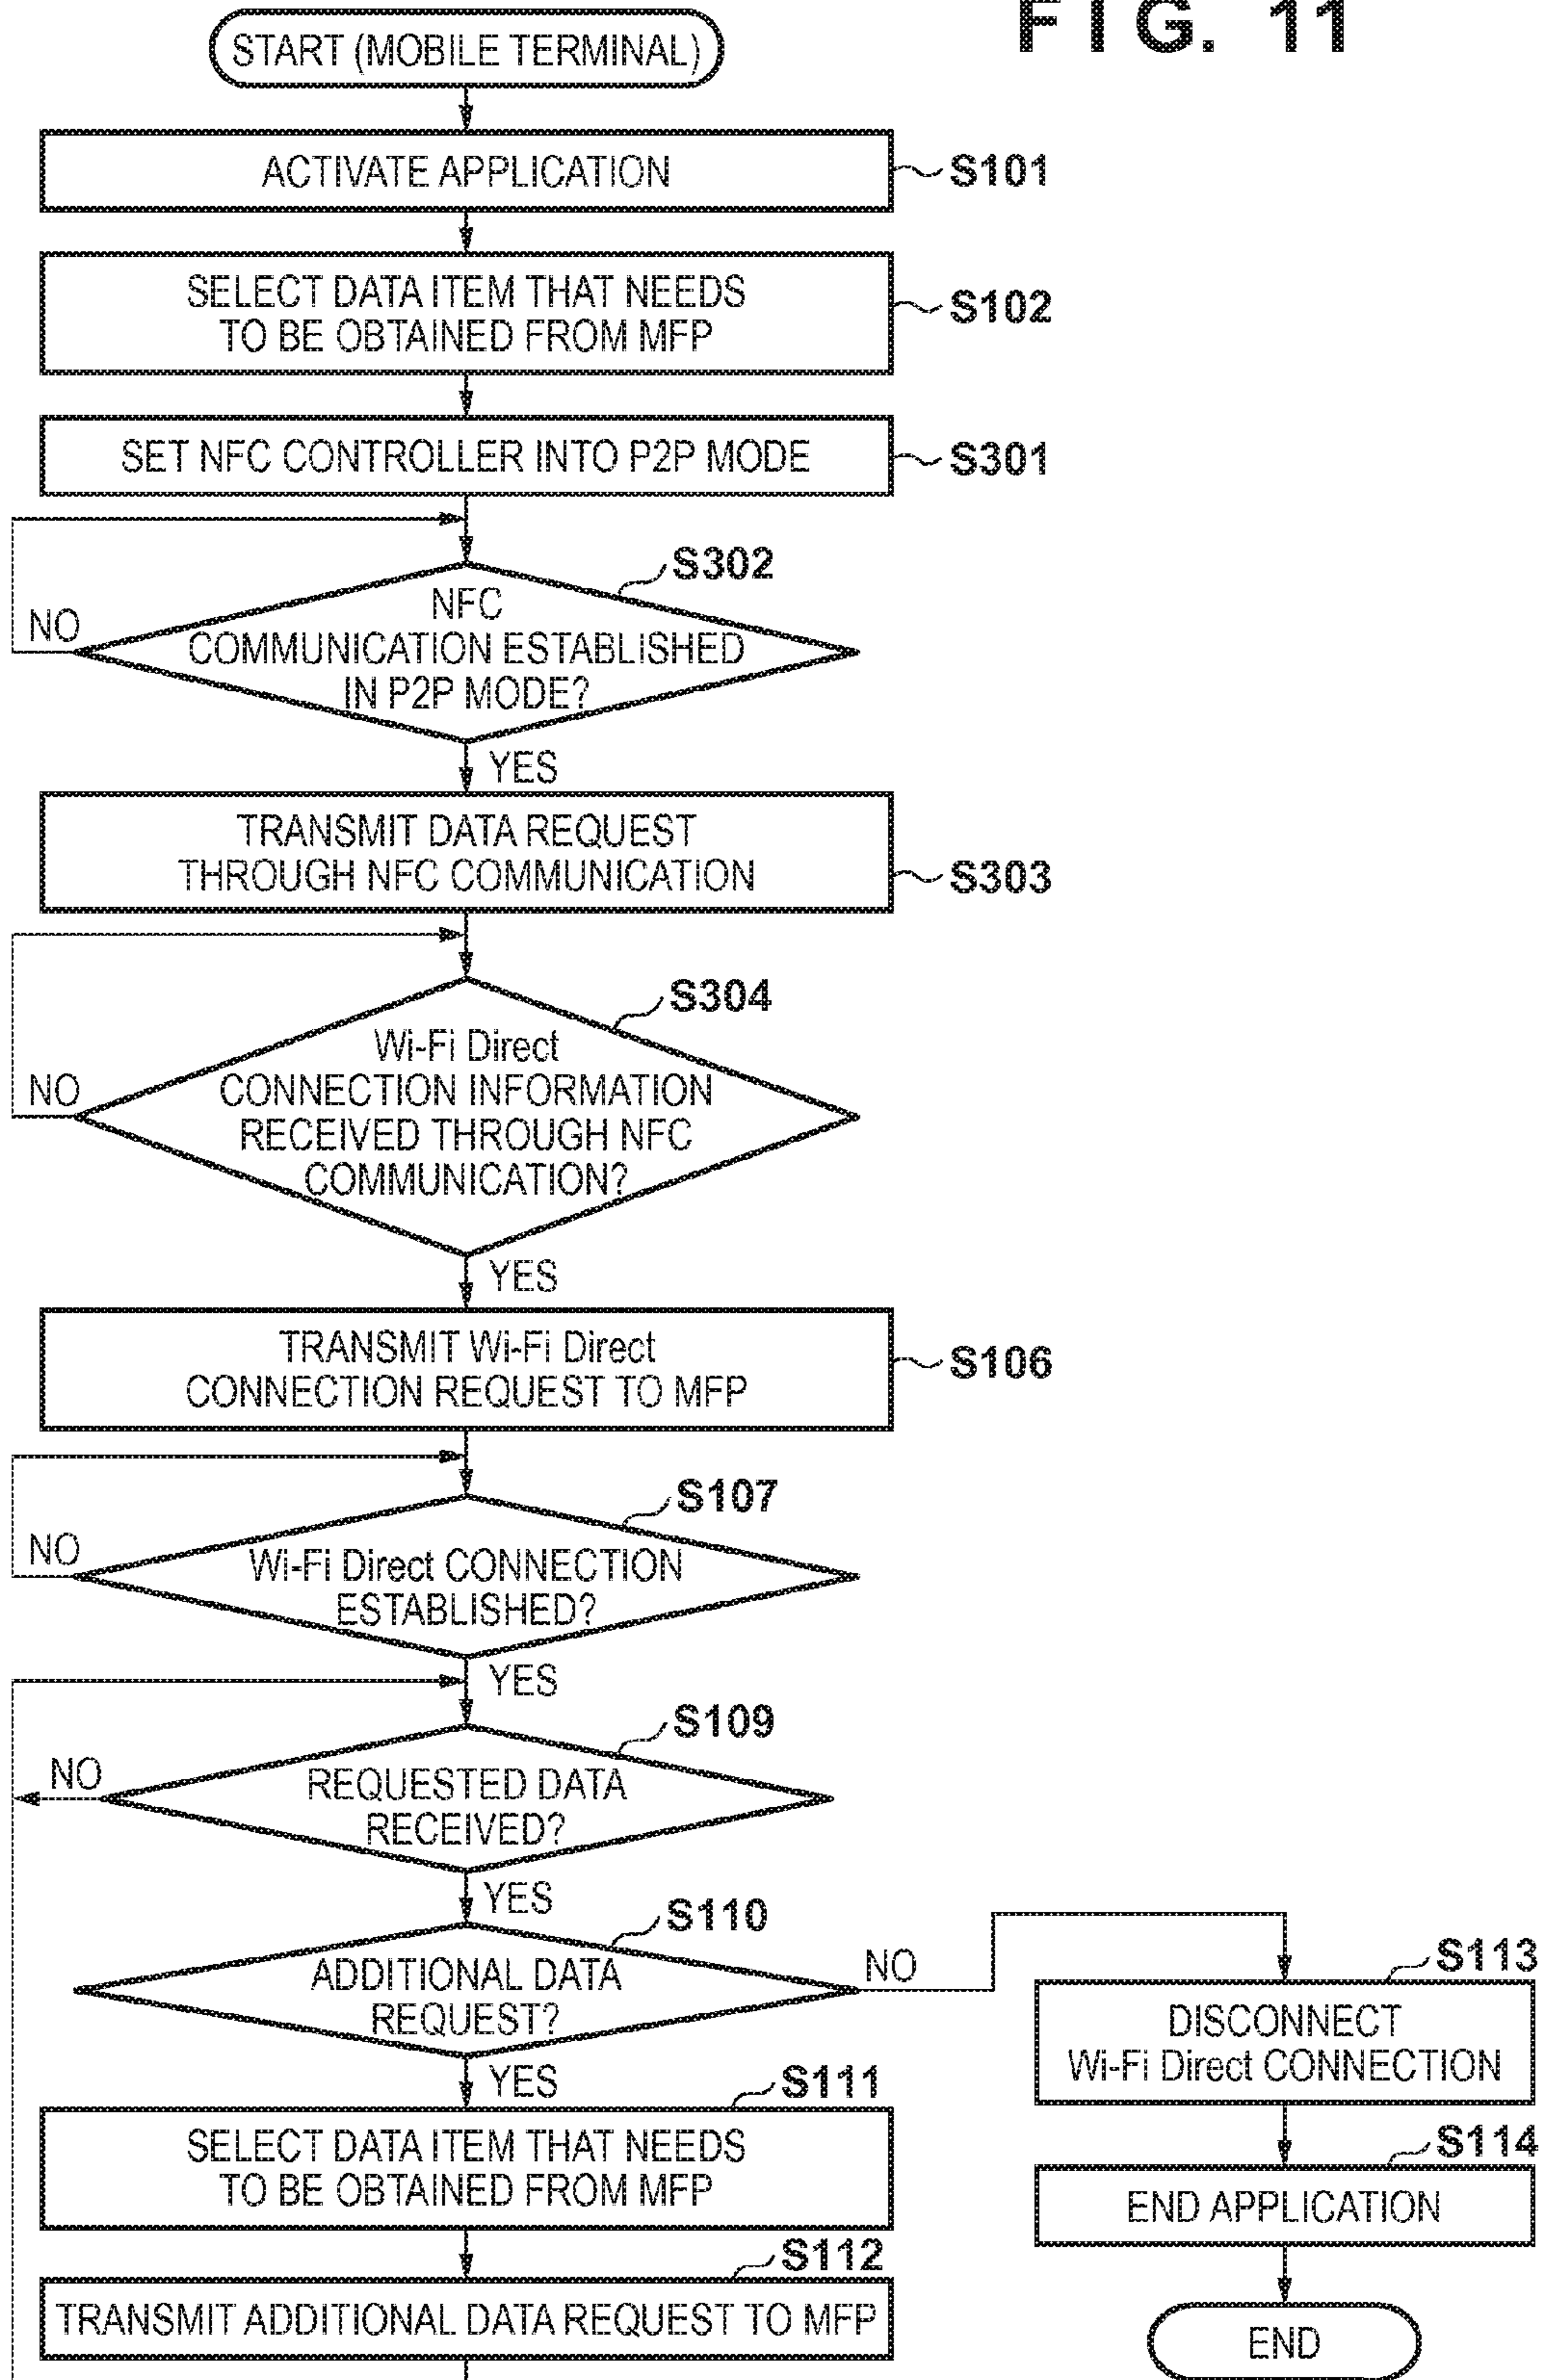 FIG. 11
START (MOBILE TERMINAL)
ACTIVATE APPLICATION
S101
SELECT DATA ITEM THAT NEEDS
TO BE OBTAINED FROM MFP
S102
SET NFC CONTROLLER INTO P2P MODE
S301
S302
NFC
COMMUNICATION ESTABLISHED
IN P2P MODE?
NO
YES
TRANSMIT DATA REQUEST
THROUGH NFC COMMUNICATION
S303
S304
Wi-Fi Direct
CONNECTION INFORMATION
RECEIVED THROUGH NFC
COMMUNICATION?
NO
YES
TRANSMIT Wi-Fi Direct
CONNECTION REQUEST TO MFP
S106
S107
Wi-Fi Direct CONNECTION
ESTABLISHED?
NO
YES
S109
REQUESTED DATA
RECEIVED?
NO
YES
S110
ADDITIONAL DATA
REQUEST?
NO
YES
S111
SELECT DATA ITEM THAT NEEDS
TO BE OBTAINED FROM MFP
S112
TRANSMIT ADDITIONAL DATA REQUEST TO MFP
S113
DISCONNECT
Wi-Fi Direct CONNECTION
S114
END APPLICATION
END